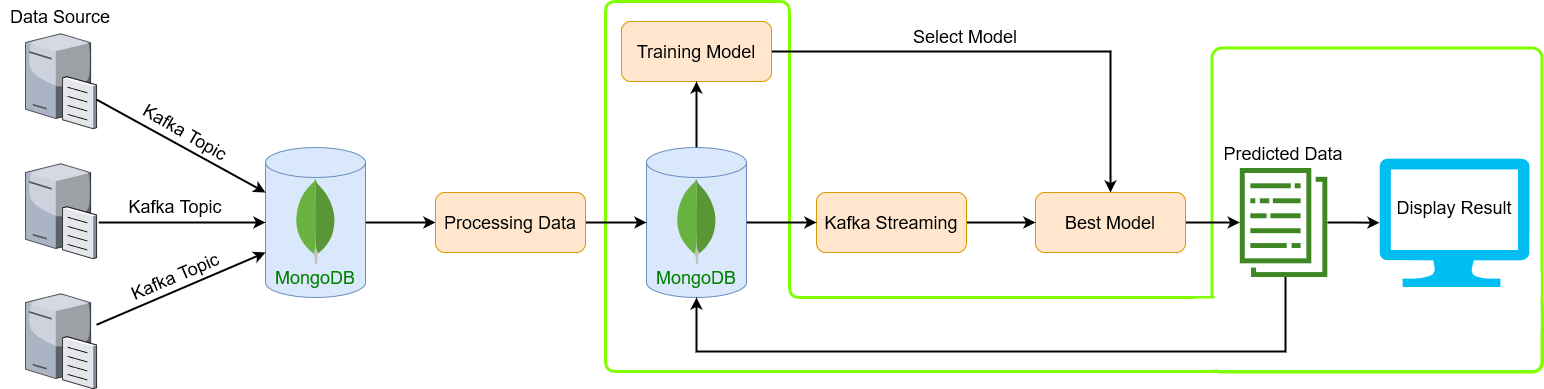 Data Source
Kafka Topic
Kafka Topic
Kafka Topic
MongoDB
Processing Data
Training Model
MongoDB
Select Model
Kafka Streaming
Best Model
Predicted Data
Display Result